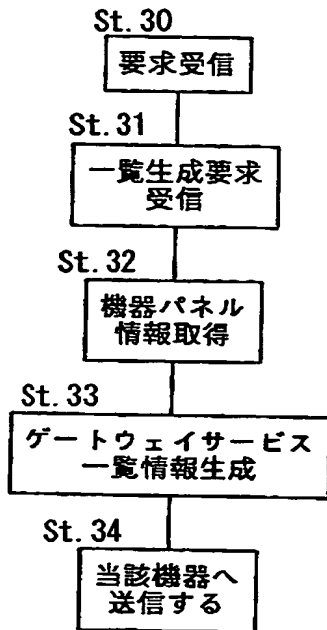 St.30
要求受信
St.31
一覧生成要求
受信
St.32
機器パネル
情報取得
St.33
ゲートウェイサービス
一覧情報生成
St.34
当該機器へ
送信する